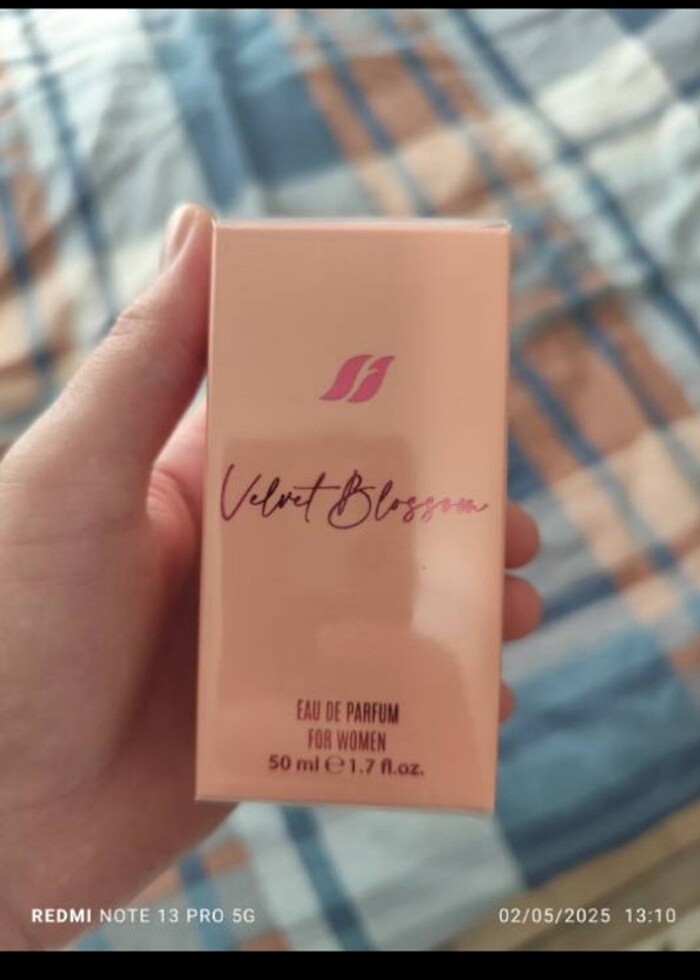 Velvet Blossom
EAU DE PARFUM
FOR WOMEN
50 ml ℮ 1.7 fl.oz.
REDMI NOTE 13 PRO 5G
02/05/2025 13:10